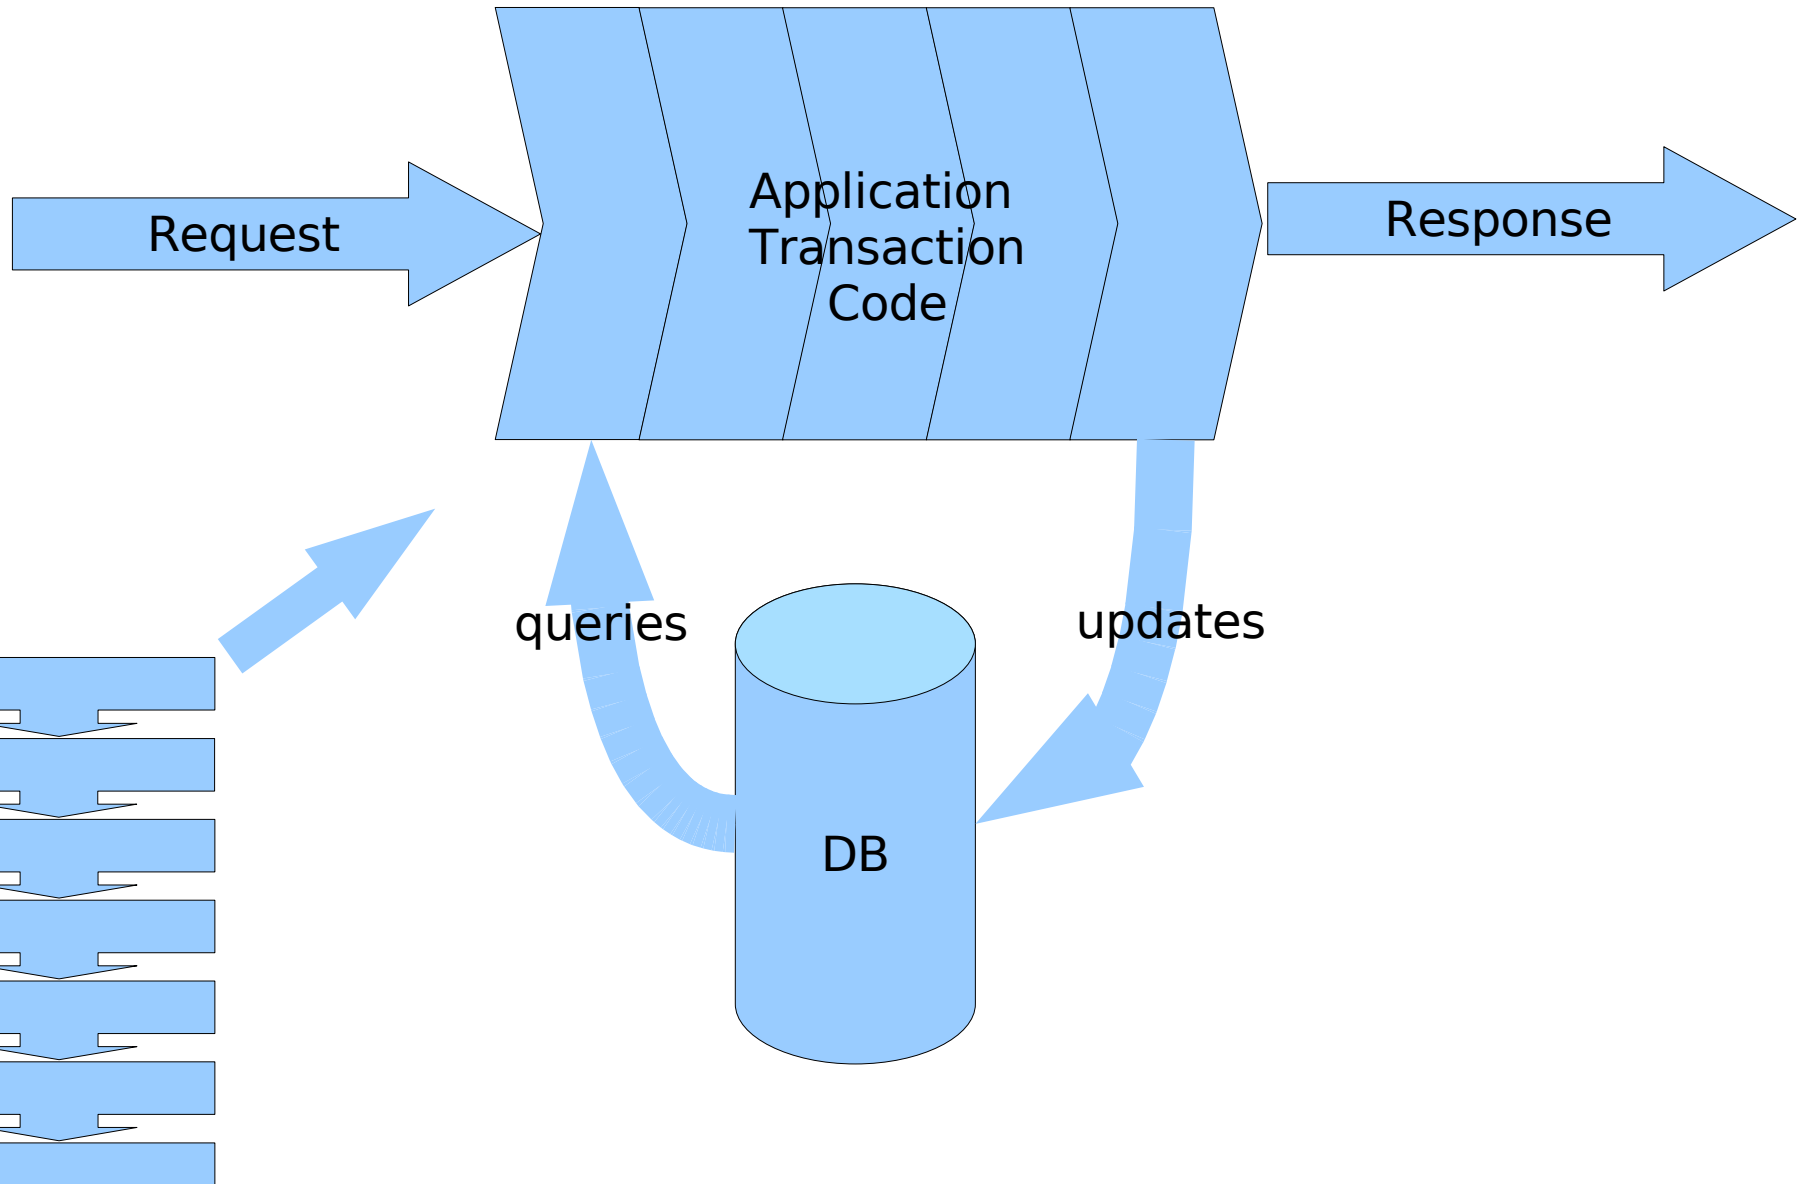 Request
Application
Transaction
Code
Response
queries
updates
DB